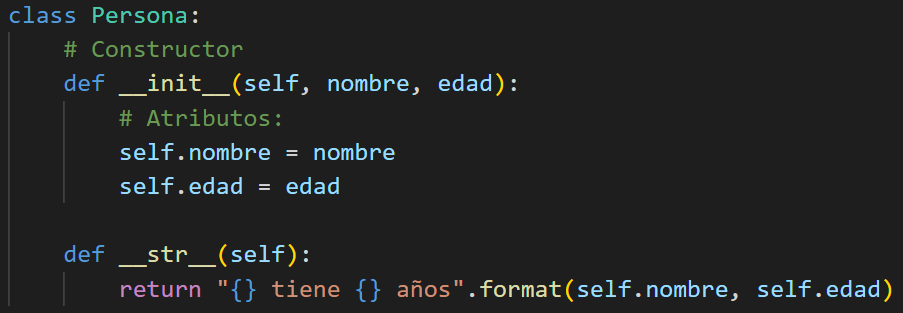 class Persona:
    # Constructor
    def __init__(self, nombre, edad):
        # Atributos:
        self.nombre = nombre
        self.edad = edad

    def __str__(self):
        return "{} tiene {} años".format(self.nombre, self.edad)